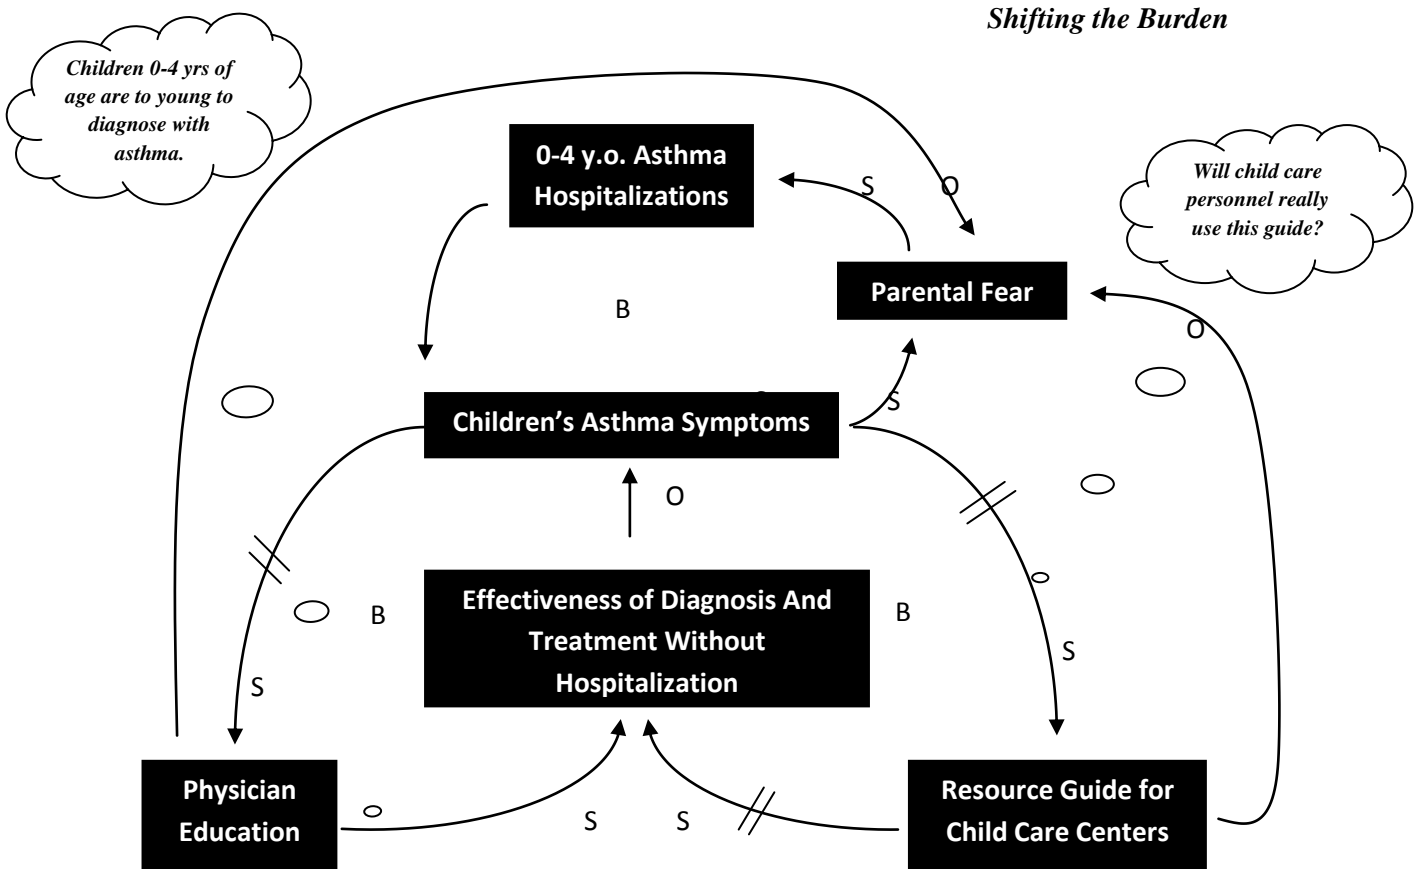 Shifting the Burden
Children 0-4 yrs of
age are to young to
diagnose with
asthma.
0-4 y.o. Asthma
Hospitalizations
S
O
Will child care
personnel really
use this guide?
Parental Fear
B
O
Children’s Asthma Symptoms
S
O
Effectiveness of Diagnosis And
Treatment Without
Hospitalization
B
B
S
S
Physician
Education
S
S
Resource Guide for
Child Care Centers